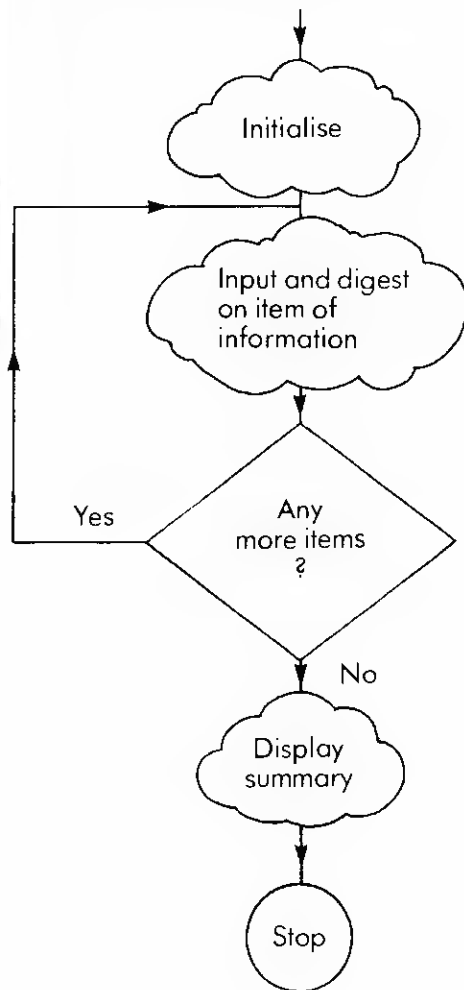 Initialise
Input and digest
on item of
information
Any
more items
?
Yes
No
Display
summary
Stop